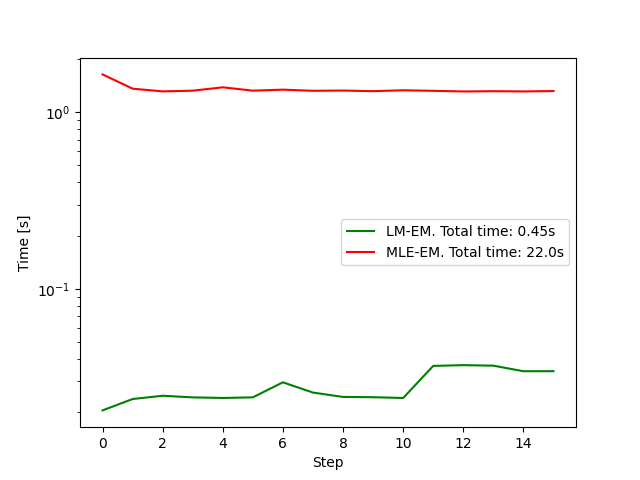 Time [s]
10⁰
10⁻¹
LM-EM. Total time: 0.45s
MLE-EM. Total time: 22.0s
0 2 4 6 8 10 12 14
Step